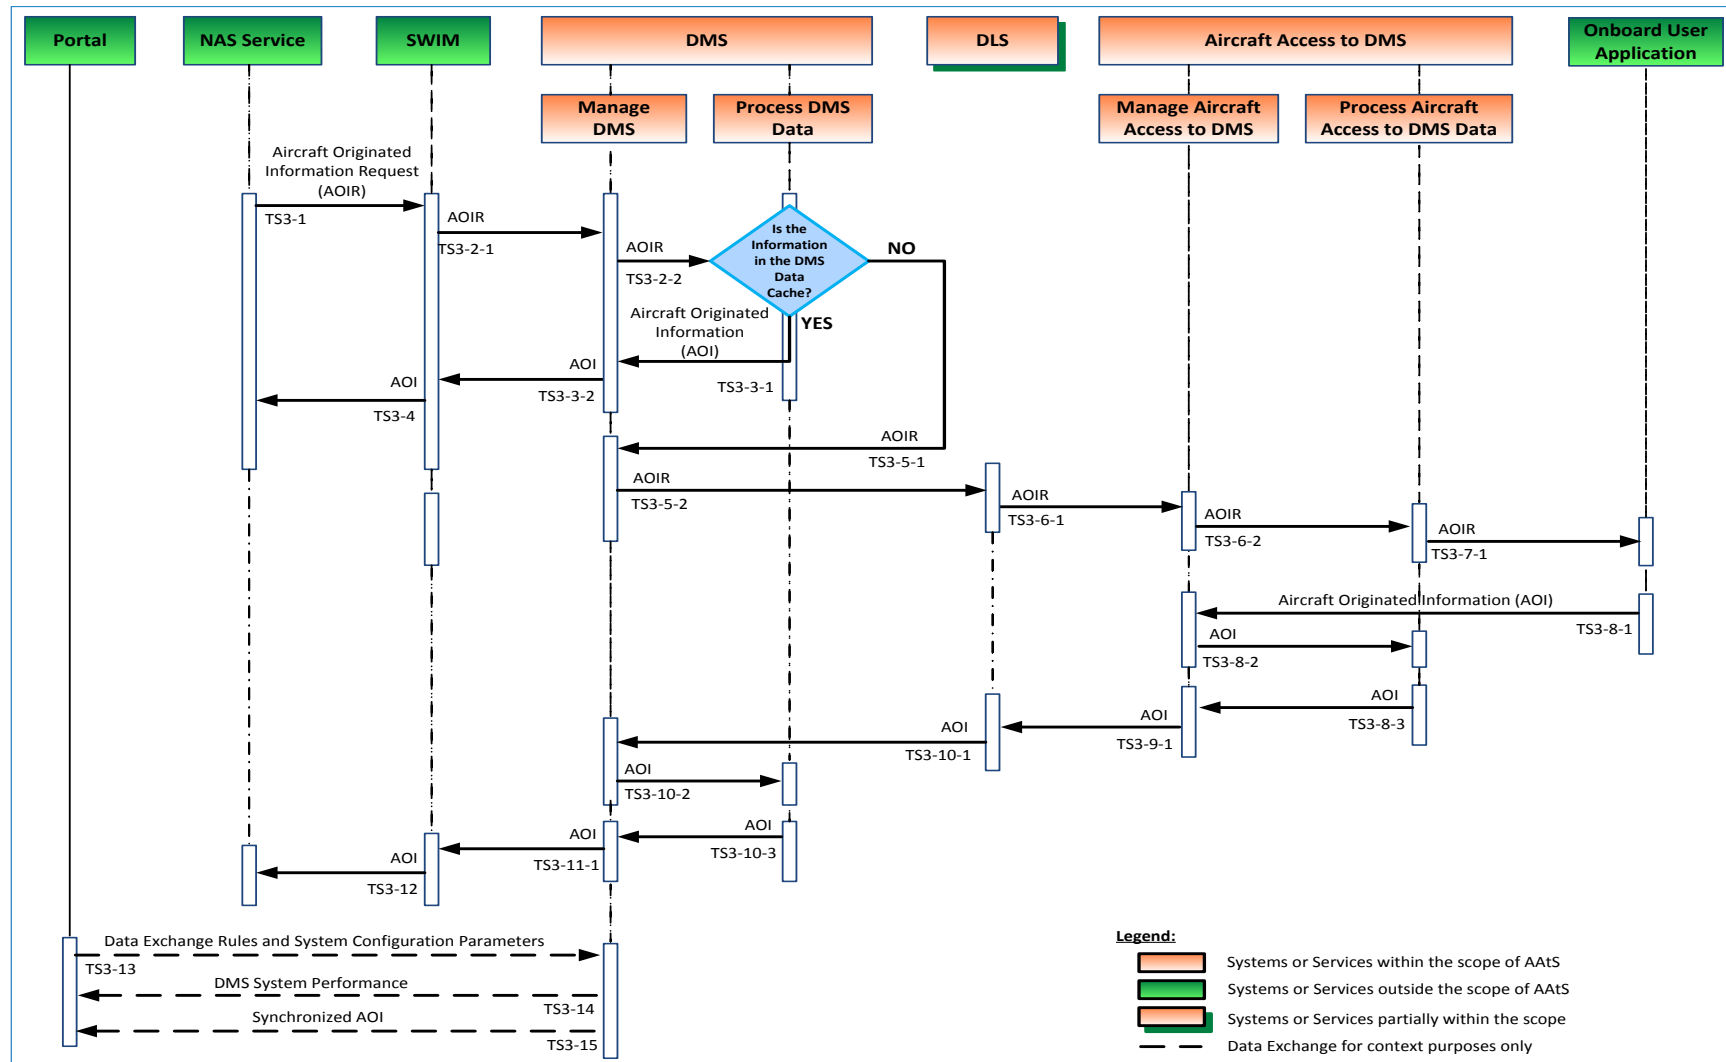 Portal
NAS Service
SWIM
DMS
DLS
Aircraft Access to DMS
Onboard User
Application
Manage
DMS
Process DMS
Data
Manage Aircraft
Access to DMS
Process Aircraft
Access to DMS Data
Aircraft Originated
Information Request
(AOIR)
TS3-1
AOIR
TS3-2-1
AOIR
TS3-2-2
Is the
Information
in the DMS
Data
Cache?
NO
YES
Aircraft Originated
Information
(AOI)
TS3-3-1
AOI
TS3-3-2
AOI
TS3-4
AOIR
TS3-5-1
AOIR
TS3-5-2
AOIR
TS3-6-1
AOIR
TS3-6-2
AOIR
TS3-7-1
Aircraft Originated Information (AOI)
TS3-8-1
AOI
TS3-8-2
AOI
TS3-8-3
AOI
TS3-9-1
AOI
TS3-10-1
AOI
TS3-10-2
AOI
TS3-10-3
AOI
TS3-11-1
AOI
TS3-12
Data Exchange Rules and System Configuration Parameters
TS3-13
DMS System Performance
TS3-14
Synchronized AOI
TS3-15
Legend:
Systems or Services within the scope of AAtS
Systems or Services outside the scope of AAtS
Systems or Services partially within the scope
Data Exchange for context purposes only